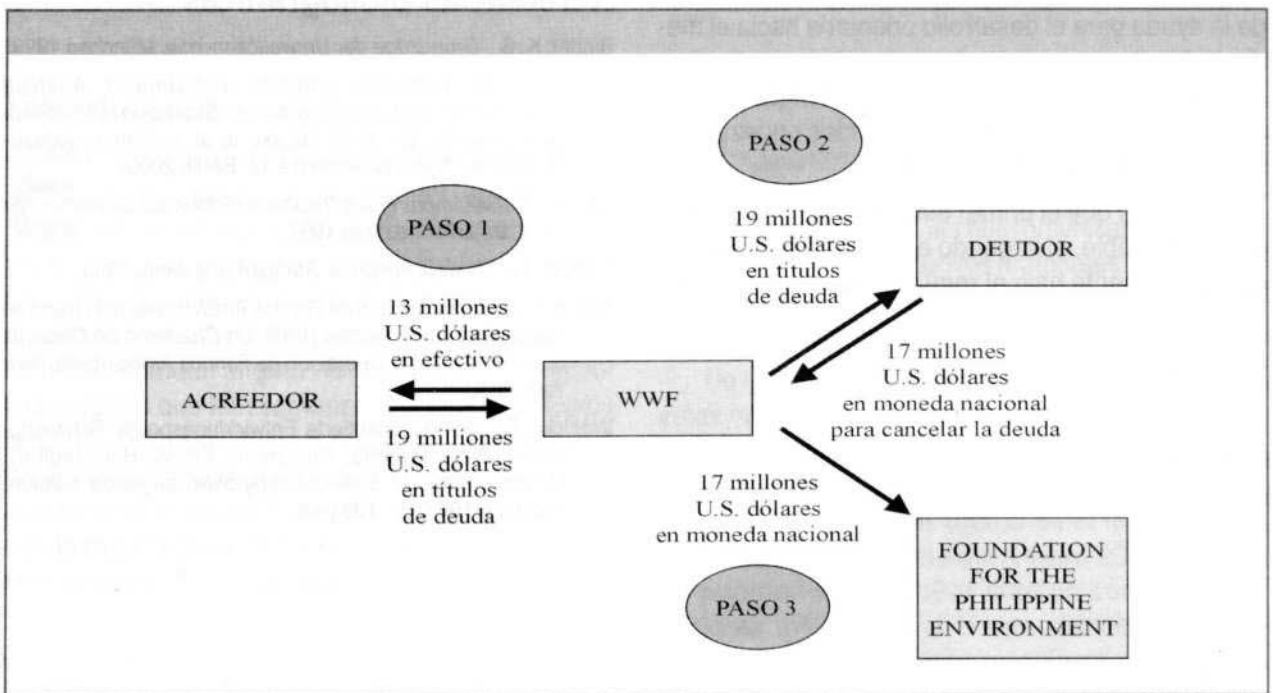 PASO 1
13 millones
U.S. dólares
en efectivo
ACREEDOR
19 milliones
U.S. dólares
en títulos
de deuda
WWF
PASO 2
19 millones
U.S. dólares
en títulos
de deuda
DEUDOR
17 millones
U.S. dólares
en moneda nacional
para cancelar la deuda
17 millones
U.S. dólares
en moneda nacional
PASO 3
FOUNDATION
FOR THE
PHILIPPINE
ENVIRONMENT